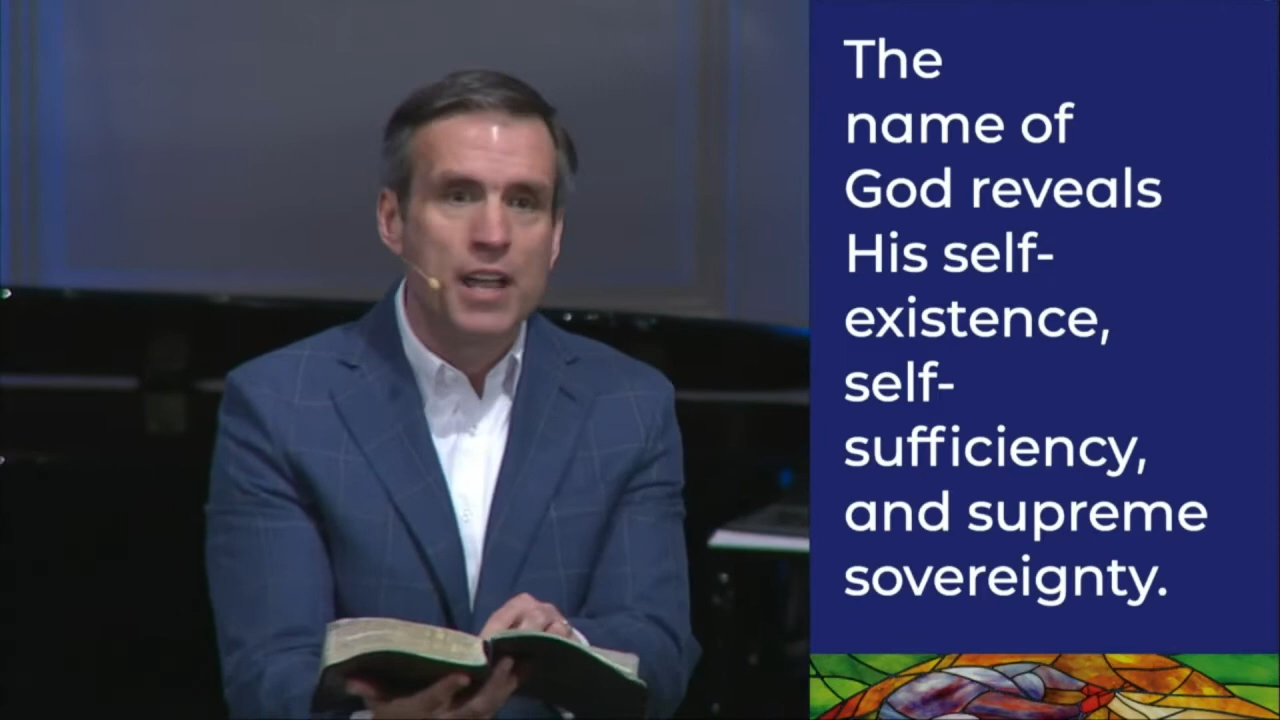 The
name of
God reveals
His self-
existence,
self-
sufficiency,
and supreme
sovereignty.